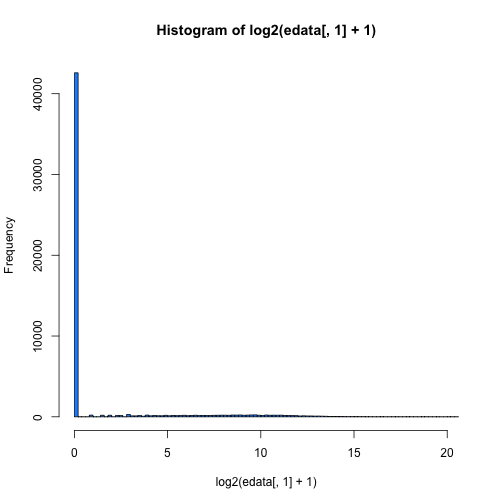 Histogram of log2(edata[, 1] + 1)
Frequency
40000
30000
20000
10000
0
0 5 10 15 20
log2(edata[, 1] + 1)